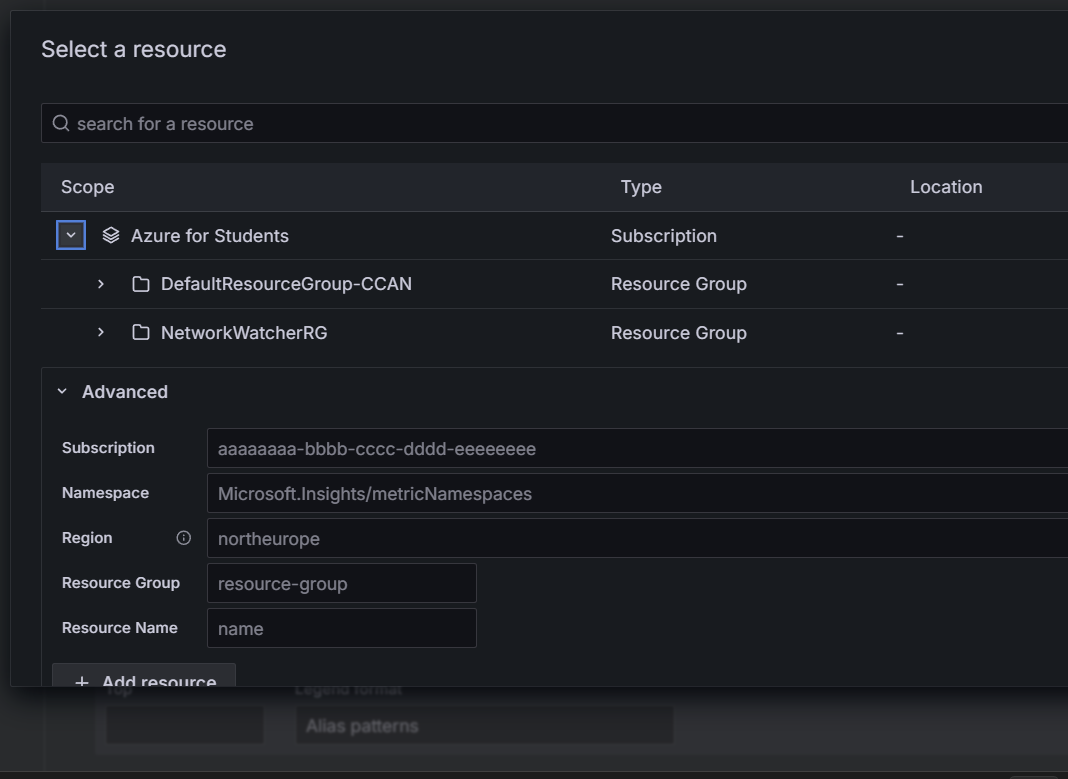 Select a resource
search for a resource
Scope Type Location
Azure for Students Subscription -
DefaultResourceGroup-CCAN Resource Group -
NetworkWatcherRG Resource Group -
Advanced
Subscription aaaaaaaa-bbbb-cccc-dddd-eeeeeeee
Namespace Microsoft.Insights/metricNamespaces
Region northeurope
Resource Group resource-group
Resource Name name
+ Add resource
Top Legend format
Alias patterns